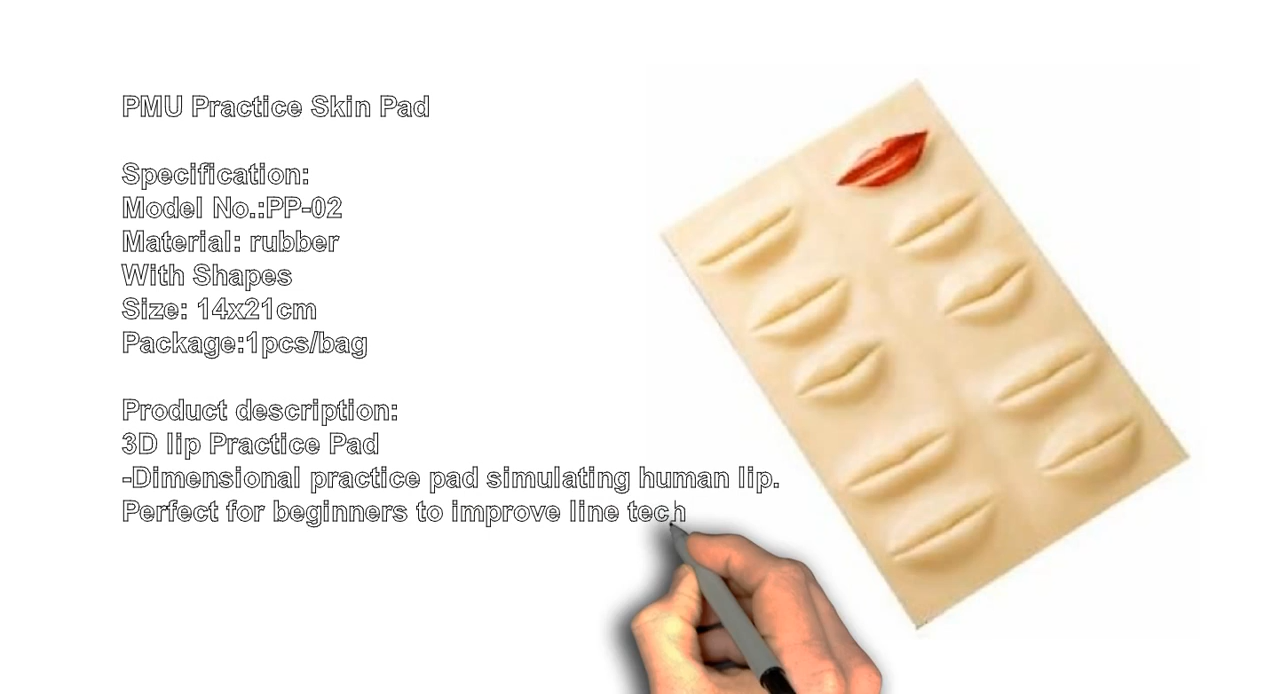 PMU Practice Skin Pad
Specification:
Model No.:PP-02
Material: rubber
With Shapes
Size: 14x21cm
Package:1pcs/bag
Product description:
3D lip Practice Pad
-Dimensional practice pad simulating human lip.
Perfect for beginners to improve line tech